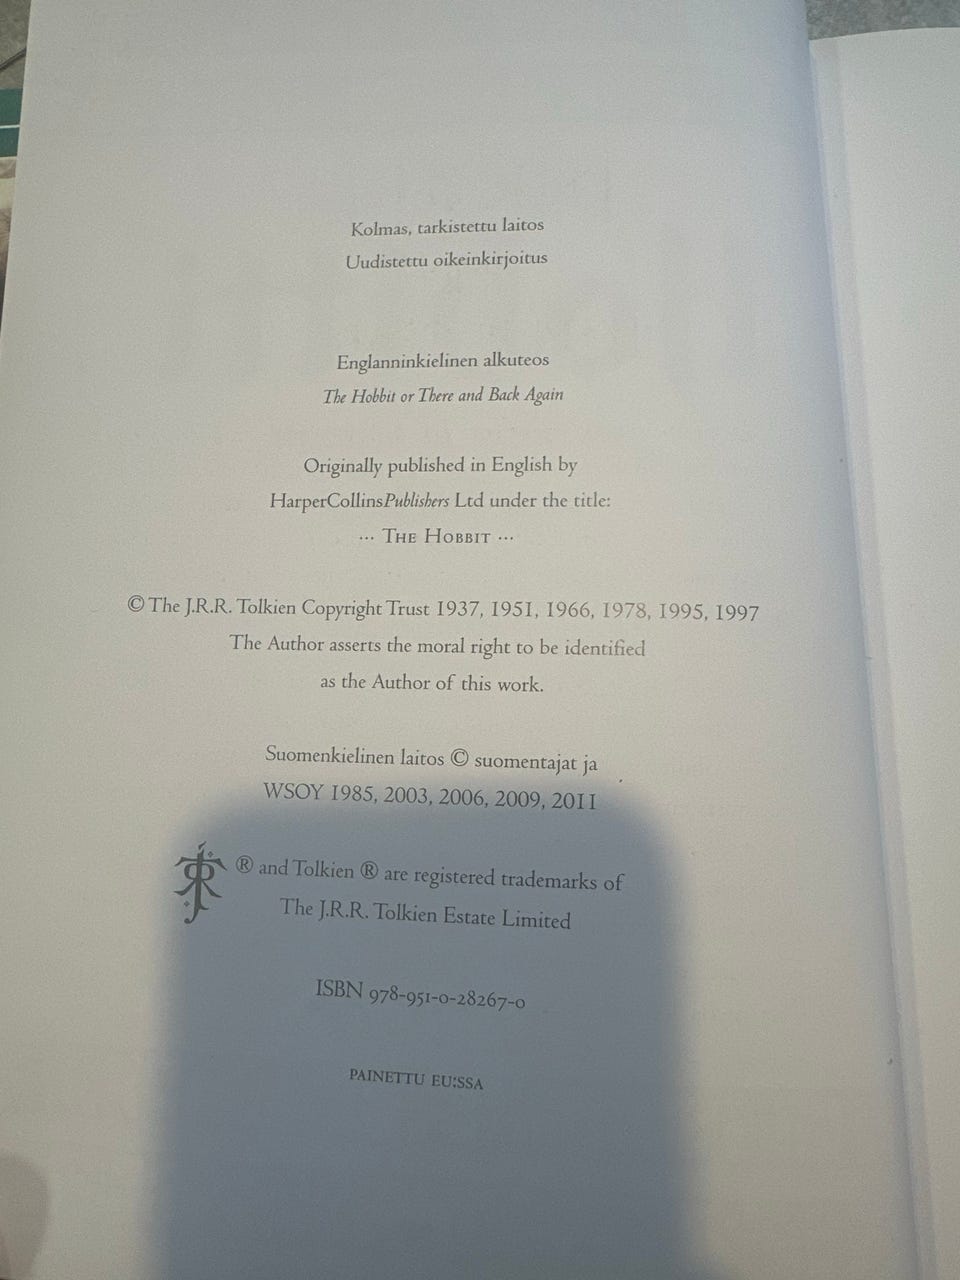 Kolmas, tarkistettu laitos
Uudistettu oikeinkirjoitus
Englanninkielinen alkuteos
The Hobbit or There and Back Again
Originally published in English by
HarperCollinsPublishers Ltd under the title:
··· THE HOBBIT ···
© The J.R.R. Tolkien Copyright Trust 1937, 1951, 1966, 1978, 1995, 1997
The Author asserts the moral right to be identified
as the Author of this work.
Suomenkielinen laitos © suomentajat ja
WSOY 1985, 2003, 2006, 2009, 2011
® and Tolkien ® are registered trademarks of
The J.R.R. Tolkien Estate Limited
ISBN 978-951-0-28267-0
PAINETTU EU:SSA